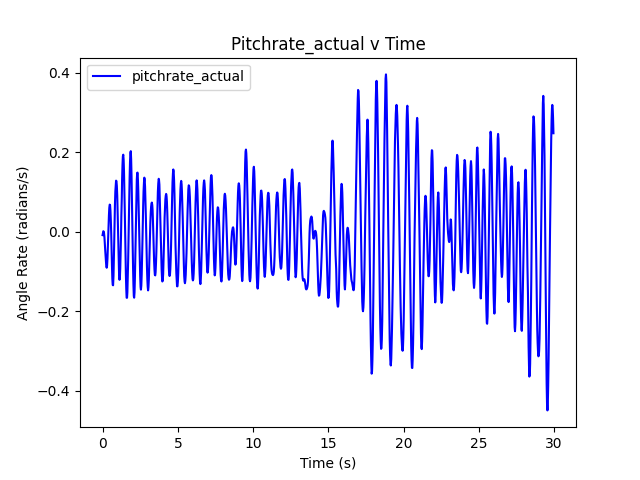 Pitchrate_actual v Time
pitchrate_actual
Angle Rate (radians/s)
0.4
0.2
0.0
−0.2
−0.4
0 5 10 15 20 25 30
Time (s)